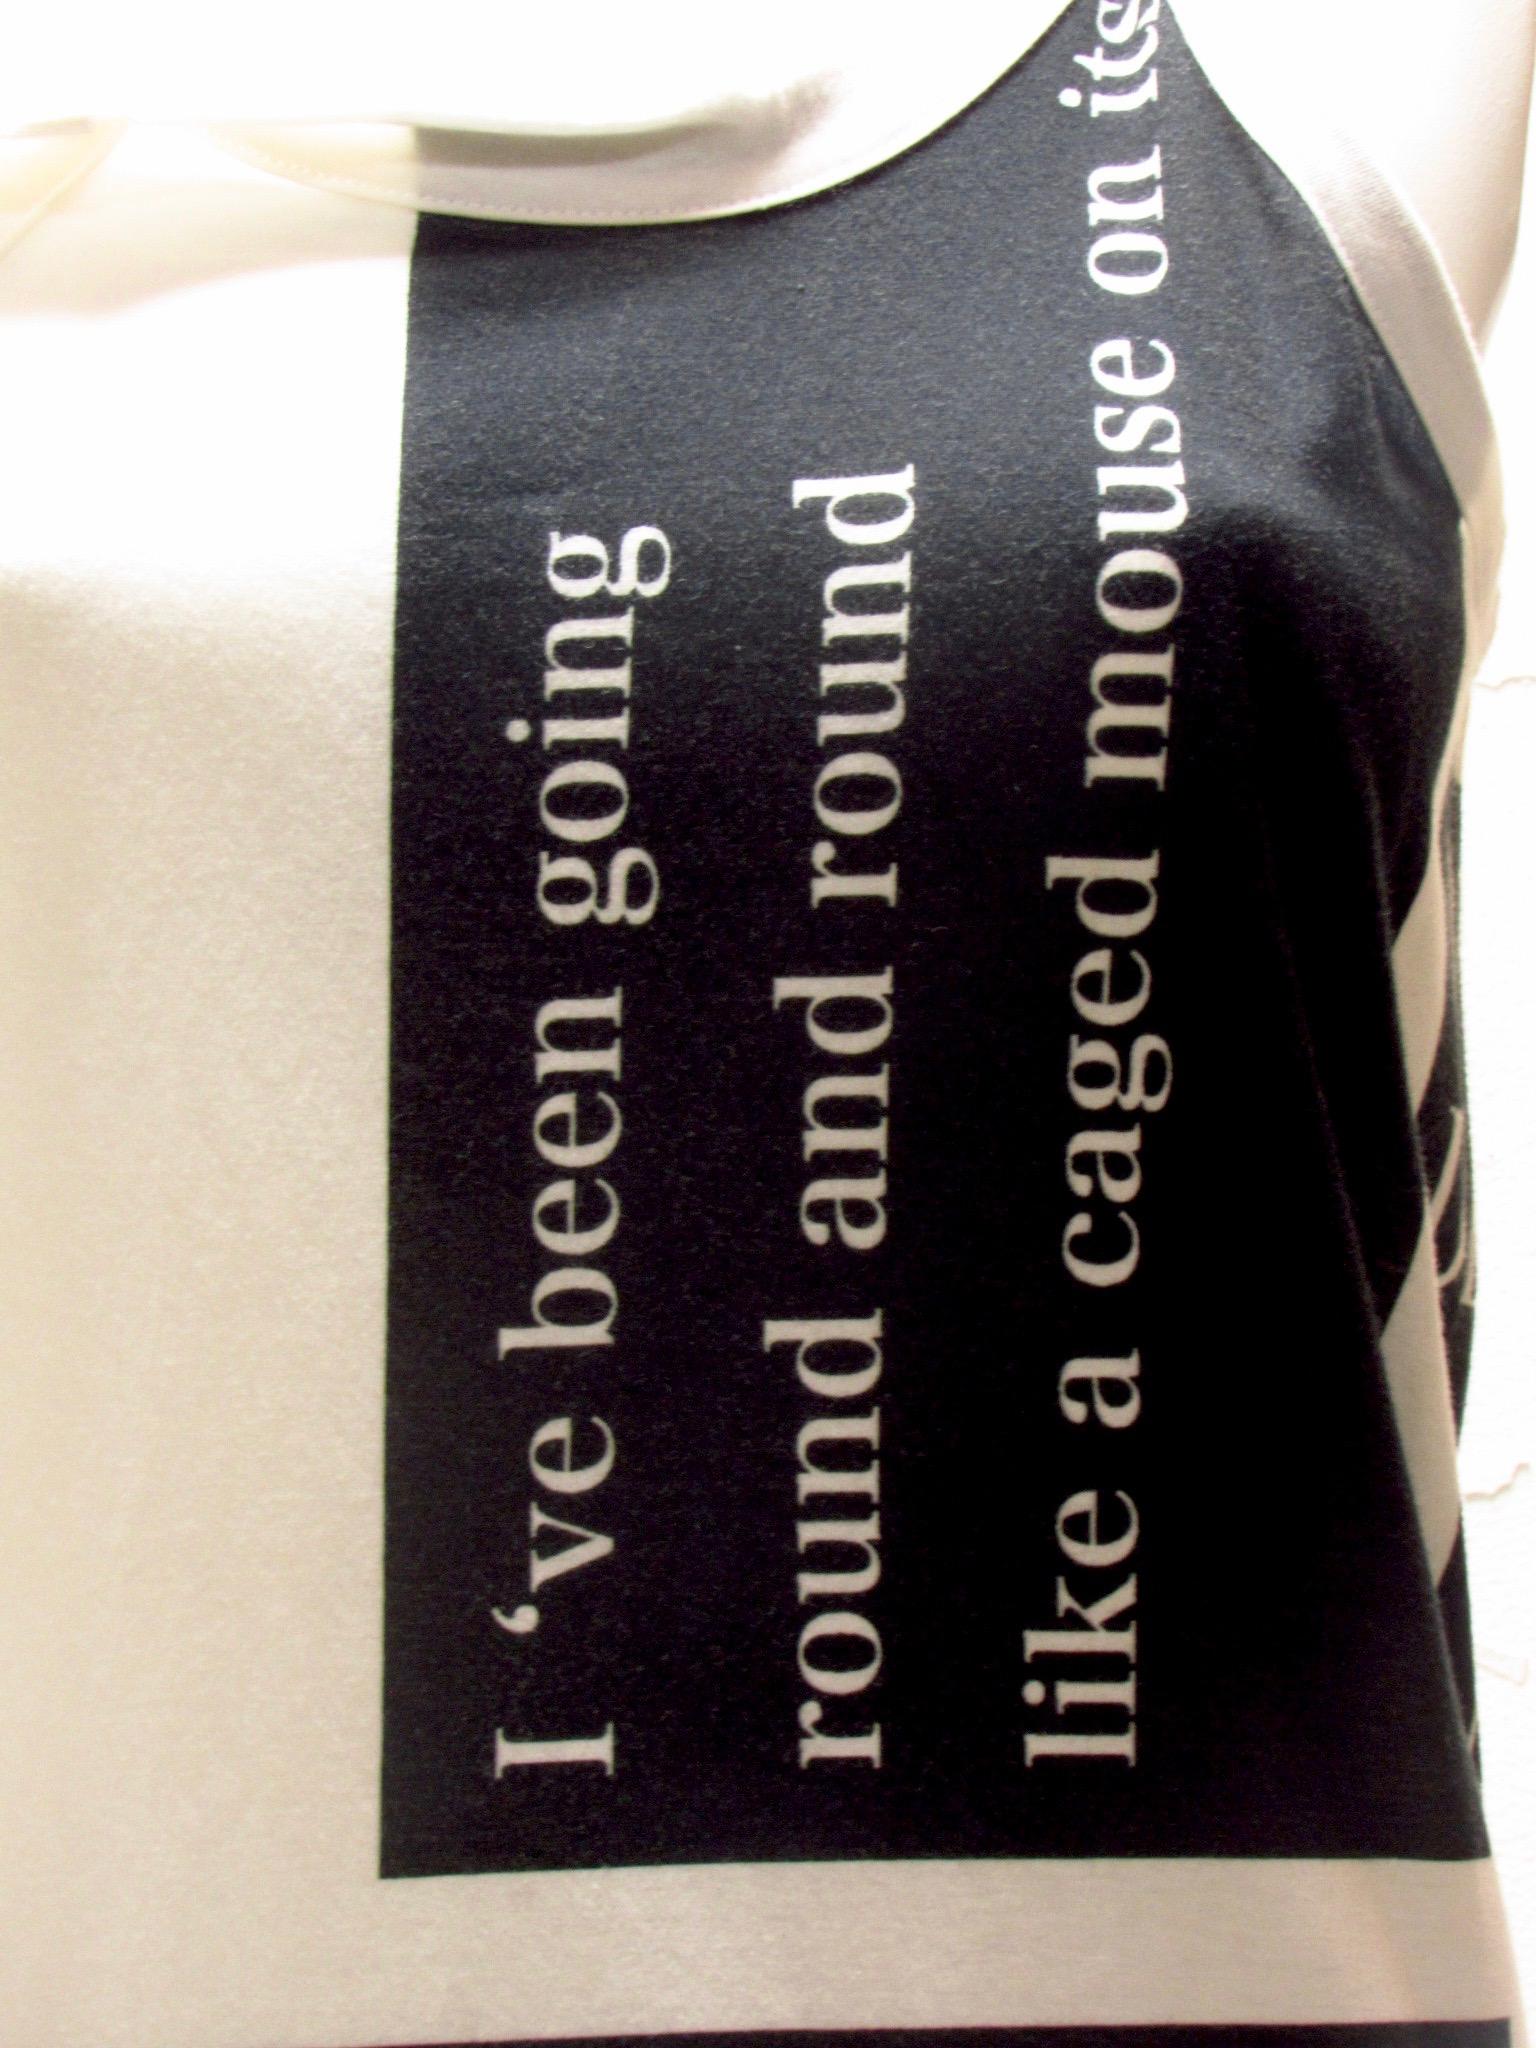 I ‘ve been going
round and round
like a caged mouse on its